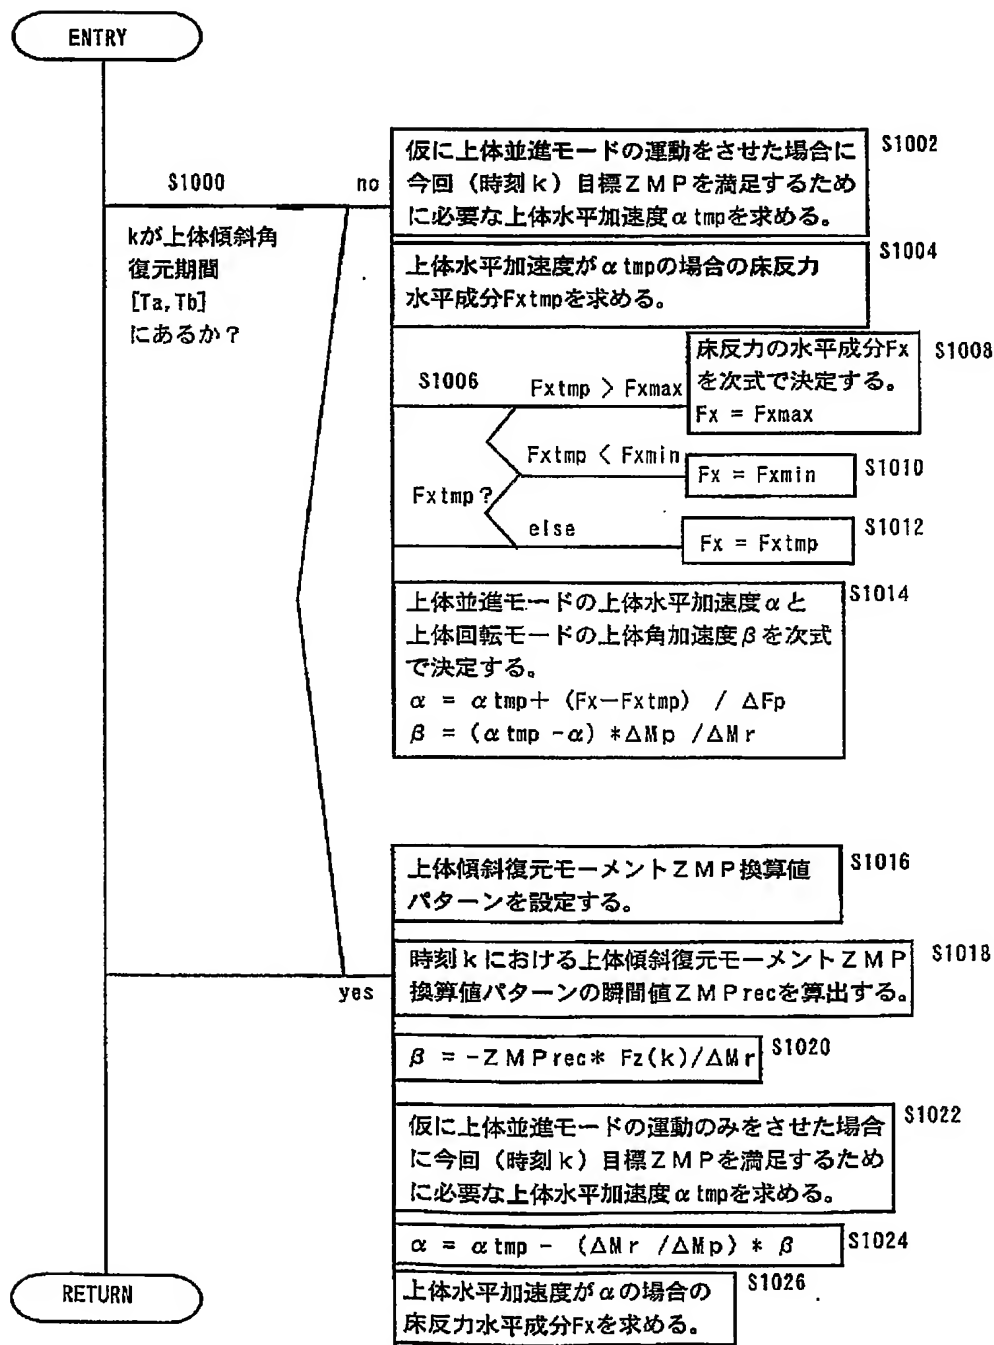 ENTRY
S1000
no
kが上体傾斜角
復元期間
[Ta,Tb]
にあるか？
仮に上体並進モードの運動をさせた場合に
今回（時刻k）目標ZMPを満足するため
に必要な上体水平加速度αtmpを求める。
S1002
上体水平加速度がαtmpの場合の床反力
水平成分Fxtmpを求める。
S1004
S1006
Fxtmp?
Fxtmp > Fxmax
床反力の水平成分Fx
を次式で決定する。
Fx = Fxmax
S1008
Fxtmp < Fxmin
Fx = Fxmin
S1010
else
Fx = Fxtmp
S1012
上体並進モードの上体水平加速度αと
上体回転モードの上体角加速度βを次式
で決定する。
α = αtmp+ (Fx-Fxtmp) / ΔFp
β = (αtmp -α) *ΔMp /ΔMr
S1014
yes
上体傾斜復元モーメントZMP換算値
パターンを設定する。
S1016
時刻kにおける上体傾斜復元モーメントZMP
換算値パターンの瞬間値ZMPrecを算出する。
S1018
β = -ZMPrec* Fz(k)/ΔMr
S1020
仮に上体並進モードの運動のみをさせた場合
に今回（時刻k）目標ZMPを満足するため
に必要な上体水平加速度αtmpを求める。
S1022
α = αtmp - (ΔMr /ΔMp) * β
S1024
上体水平加速度がαの場合の
床反力水平成分Fxを求める。
S1026
RETURN